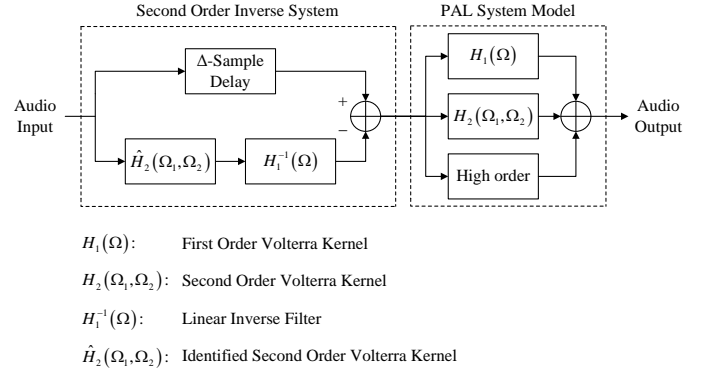 Second Order Inverse System
PAL System Model
Δ-Sample
Delay
H₁(Ω)
Audio
Input
+
−
H₂(Ω₁,Ω₂)
Audio
Output
Ĥ₂(Ω₁,Ω₂)
H₁⁻¹(Ω)
High order
H₁(Ω): First Order Volterra Kernel
H₂(Ω₁,Ω₂): Second Order Volterra Kernel
H₁⁻¹(Ω): Linear Inverse Filter
Ĥ₂(Ω₁,Ω₂): Identified Second Order Volterra Kernel